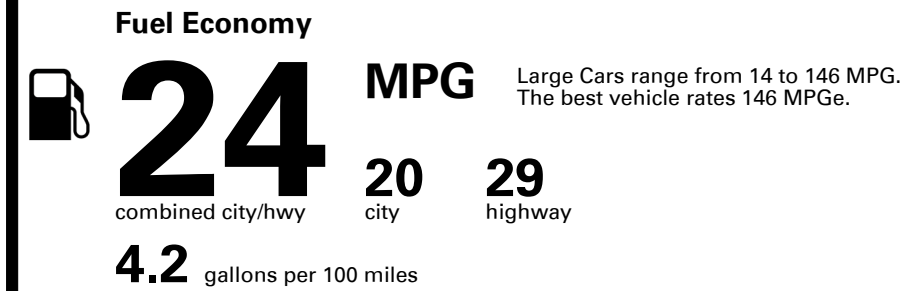 Fuel Economy
24 MPG
Large Cars range from 14 to 146 MPG.
The best vehicle rates 146 MPGe.
combined city/hwy
20 city
29 highway
4.2 gallons per 100 miles